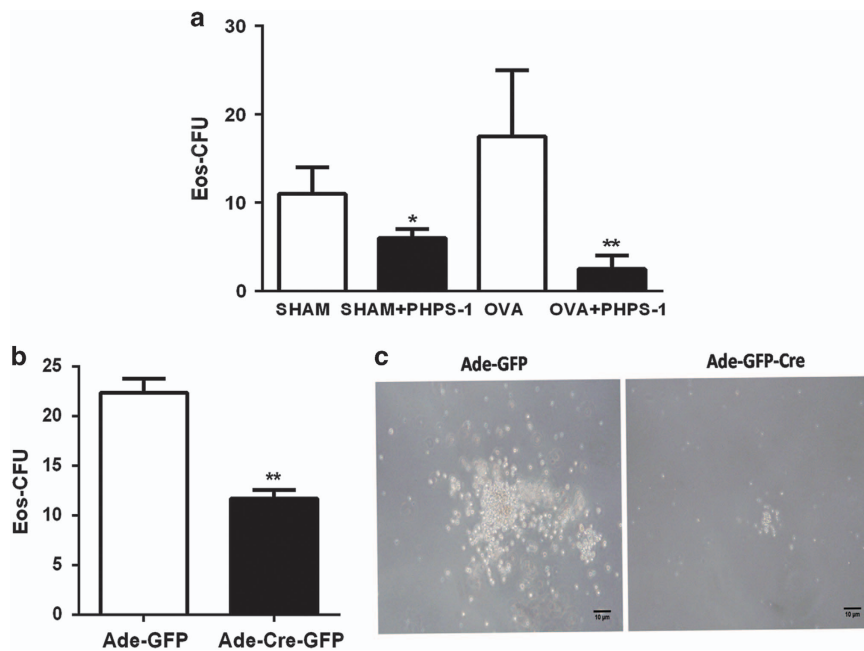 a
30
20
10
0
Eos-CFU
*
**
SHAM SHAM+PHPS-1 OVA OVA+PHPS-1
b
25
20
15
10
5
0
Eos-CFU
**
Ade-GFP Ade-Cre-GFP
c
Ade-GFP Ade-GFP-Cre
10 µm 10 µm